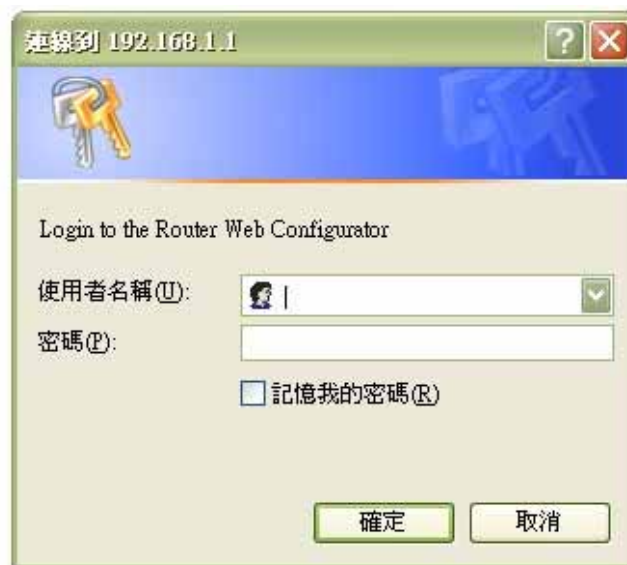 連線到 192.168.1.1
Login to the Router Web Configurator
使用者名稱(U):
密碼(P):
記憶我的密碼(R)
確定 取消